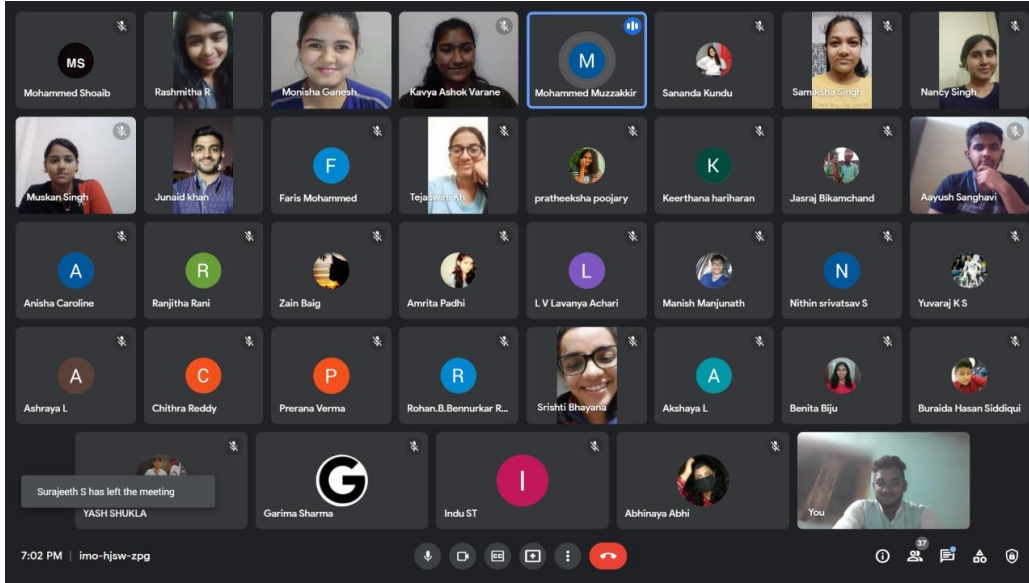 MS
Mohammed Shoaib
Rashmitha R
Monisha Ganesh
Kavya Ashok Varane
M
Mohammed Muzzakkir
Sananda Kundu
Samiksha Singh
Nancy Singh
Muskan Singh
Junaid khan
F
Faris Mohammed
Tejaswini Kh
pratheeksha poojary
K
Keerthana hariharan
Jasraj Bikamchand
Aayush Sanghavi
A
Anisha Caroline
R
Ranjitha Rani
Zain Baig
Amrita Padhi
L
L V Lavanya Achari
Manish Manjunath
N
Nithin srivatsav S
Yuvaraj K S
A
Ashraya L
C
Chithra Reddy
P
Prerana Verma
R
Rohan.B.Bennurkar R...
Srishti Bhayana
A
Akshaya L
Benita Biju
Buraida Hasan Siddiqui
Surajeeth S has left the meeting
YASH SHUKLA
G
Garima Sharma
I
Indu ST
Abhinaya Abhi
You
7:02 PM | imo-hjsw-zpg
CC
37